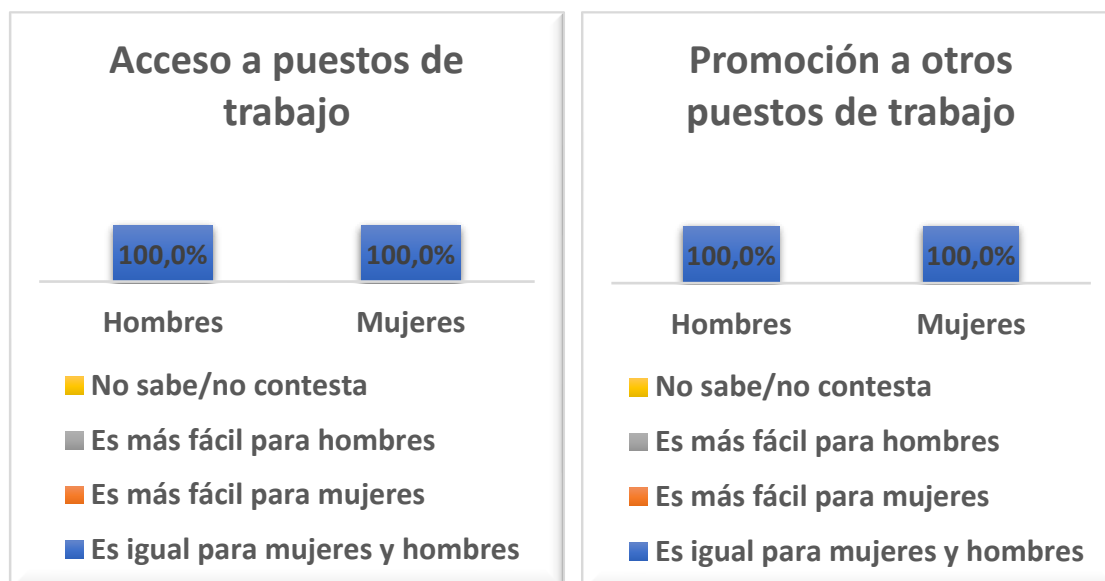 Acceso a puestos de
trabajo
100,0%
100,0%
Hombres
Mujeres
No sabe/no contesta
Es más fácil para hombres
Es más fácil para mujeres
Es igual para mujeres y hombres
Promoción a otros
puestos de trabajo
100,0%
100,0%
Hombres
Mujeres
No sabe/no contesta
Es más fácil para hombres
Es más fácil para mujeres
Es igual para mujeres y hombres